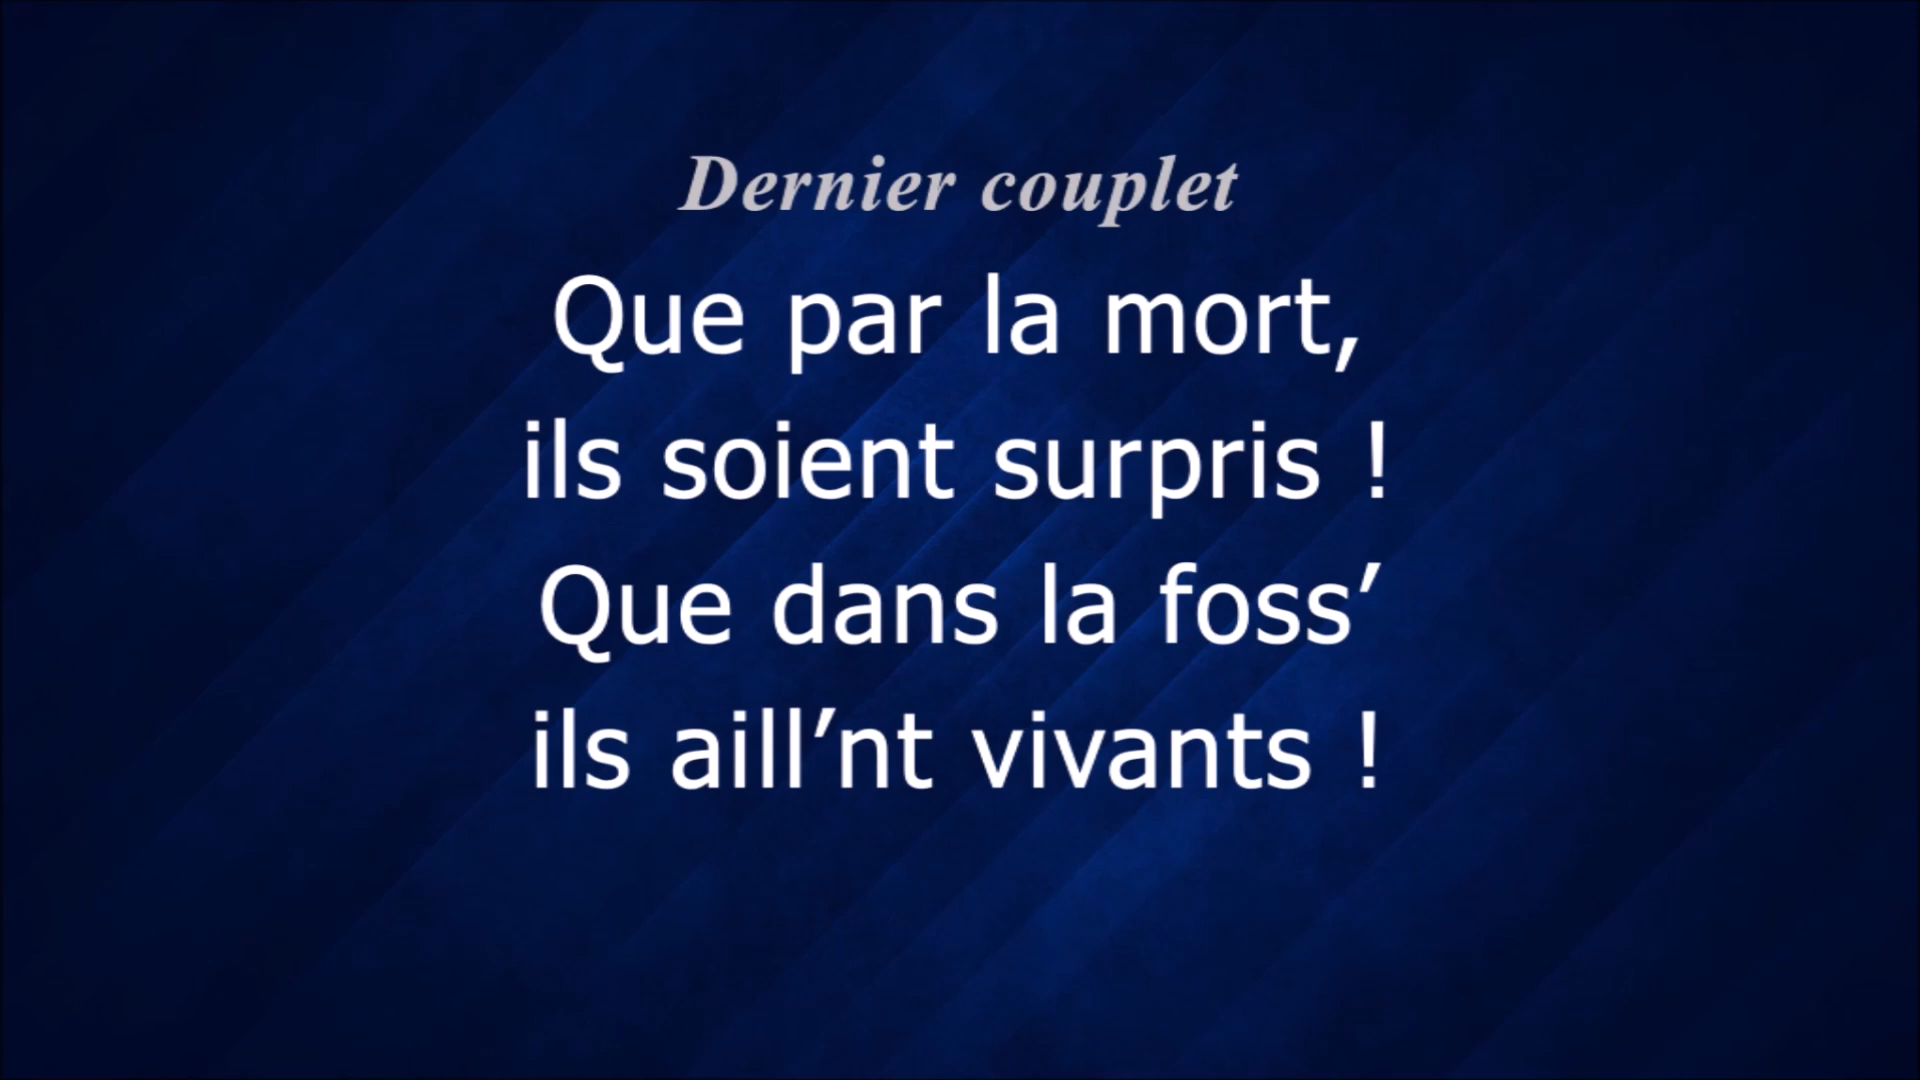 Dernier couplet
Que par la mort,
ils soient surpris !
Que dans la foss’
ils aill’nt vivants !